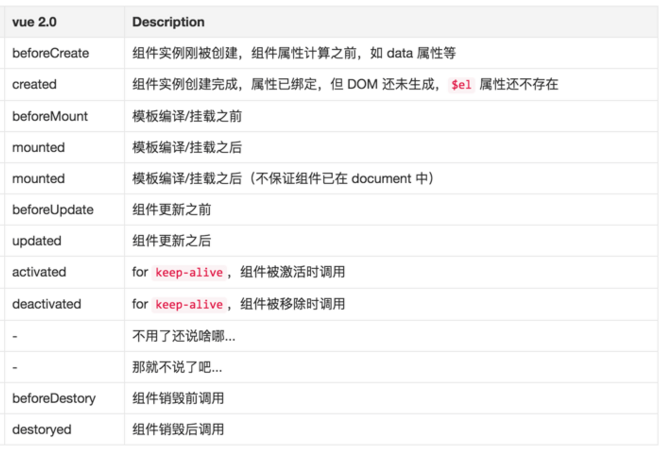 vue 2.0 Description
beforeCreate 组件实例刚被创建，组件属性计算之前，如 data 属性等
created 组件实例创建完成，属性已绑定，但 DOM 还未生成， $el 属性还不存在
beforeMount 模板编译/挂载之前
mounted 模板编译/挂载之后
mounted 模板编译/挂载之后（不保证组件已在 document 中）
beforeUpdate 组件更新之前
updated 组件更新之后
activated for keep-alive，组件被激活时调用
deactivated for keep-alive，组件被移除时调用
- 不用了还说啥哪...
- 那就不说了吧...
beforeDestory 组件销毁前调用
destoryed 组件销毁后调用